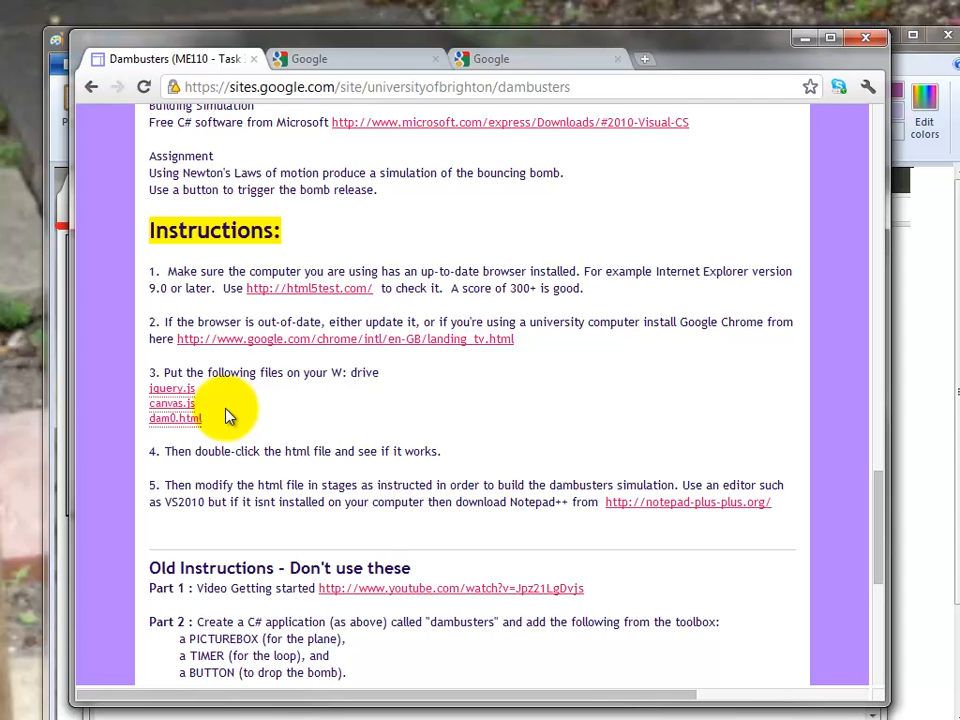 Dambusters (ME110 - Task
Google
Google
https://sites.google.com/site/universityofbrighton/dambusters
Edit
colors
Building Simulation
Free C# software from Microsoft http://www.microsoft.com/express/Downloads/#2010-Visual-CS
Assignment
Using Newton's Laws of motion produce a simulation of the bouncing bomb.
Use a button to trigger the bomb release.
Instructions:
1. Make sure the computer you are using has an up-to-date browser installed. For example Internet Explorer version
9.0 or later. Use http://html5test.com/ to check it. A score of 300+ is good.
2. If the browser is out-of-date, either update it, or if you're using a university computer install Google Chrome from
here http://www.google.com/chrome/intl/en-GB/landing_tv.html
3. Put the following files on your W: drive
jquery.js
canvas.js
dam0.html
4. Then double-click the html file and see if it works.
5. Then modify the html file in stages as instructed in order to build the dambusters simulation. Use an editor such
as VS2010 but if it isnt installed on your computer then download Notepad++ from http://notepad-plus-plus.org/
Old Instructions - Don't use these
Part 1 : Video Getting started http://www.youtube.com/watch?v=Jpz21LgDvjs
Part 2 : Create a C# application (as above) called "dambusters" and add the following from the toolbox:
a PICTUREBOX (for the plane),
a TIMER (for the loop), and
a BUTTON (to drop the bomb).